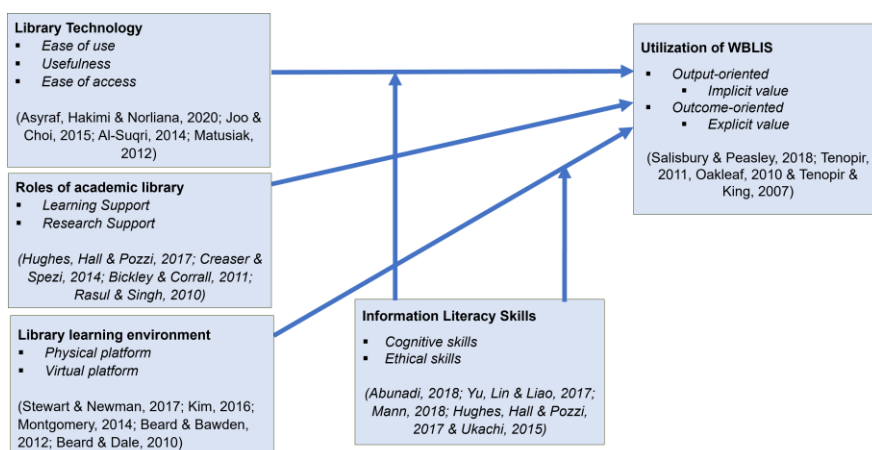 Library Technology
▪ Ease of use
▪ Usefulness
▪ Ease of access
(Asyraf, Hakimi & Norliana, 2020; Joo &
Choi, 2015; Al-Suqri, 2014; Matusiak,
2012)
Roles of academic library
▪ Learning Support
▪ Research Support
(Hughes, Hall & Pozzi, 2017; Creaser &
Spezi, 2014; Bickley & Corrall, 2011;
Rasul & Singh, 2010)
Library learning environment
▪ Physical platform
▪ Virtual platform
(Stewart & Newman, 2017; Kim, 2016;
Montgomery, 2014; Beard & Bawden,
2012; Beard & Dale, 2010)
Information Literacy Skills
▪ Cognitive skills
▪ Ethical skills
(Abunadi, 2018; Yu, Lin & Liao, 2017;
Mann, 2018; Hughes, Hall & Pozzi,
2017 & Ukachi, 2015)
Utilization of WBLIS
▪ Output-oriented
▪ Implicit value
▪ Outcome-oriented
▪ Explicit value
(Salisbury & Peasley, 2018; Tenopir,
2011, Oakleaf, 2010 & Tenopir &
King, 2007)